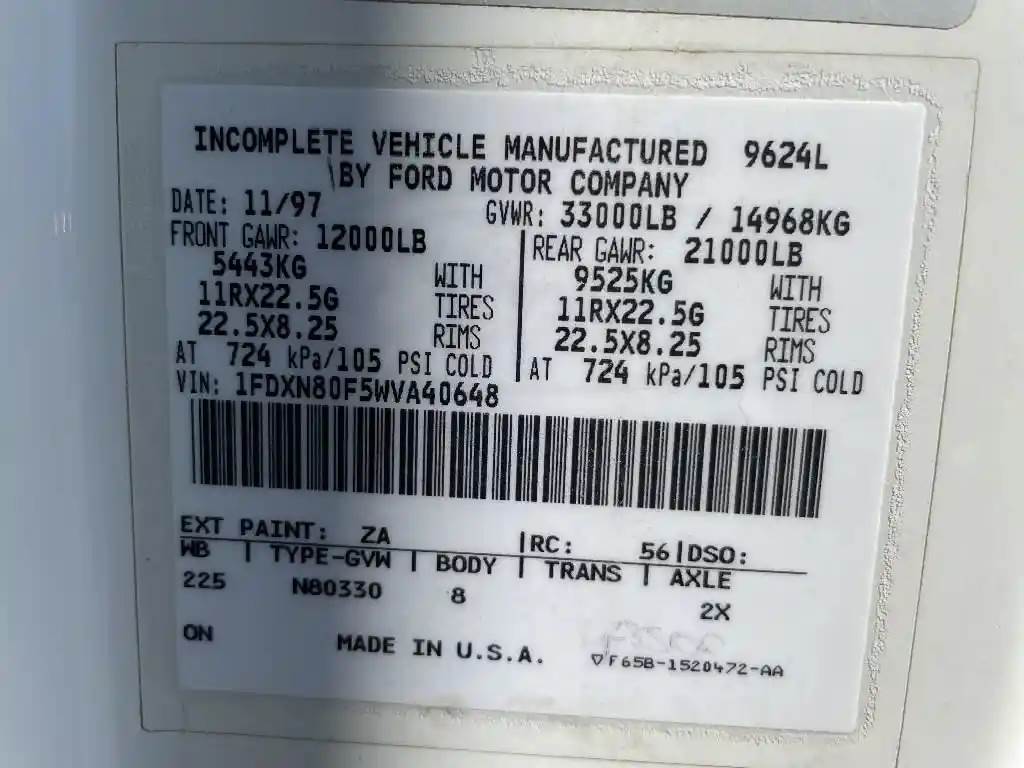 INCOMPLETE VEHICLE MANUFACTURED 9624L
BY FORD MOTOR COMPANY
DATE: 11/97 GVWR: 33000LB / 14968KG
FRONT GAWR: 12000LB REAR GAWR: 21000LB
5443KG WITH 9525KG WITH
11RX22.5G TIRES 11RX22.5G TIRES
22.5X8.25 RIMS 22.5X8.25 RIMS
AT 724 kPa/105 PSI COLD AT 724 kPa/105 PSI COLD
VIN: 1FDXN80F5WVA40648
EXT PAINT: ZA RC: 56 DSO:
WB TYPE-GVW BODY TRANS AXLE
225 N80330 8 2X
ON MADE IN U.S.A. F65B-1520472-AA